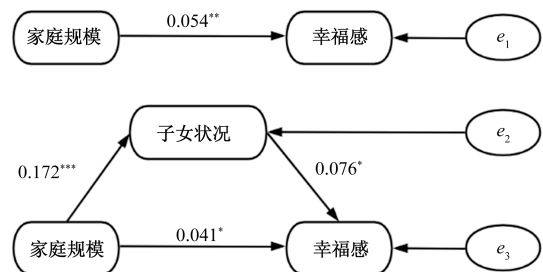 0.054**
家庭规模
幸福感
e1
子女状况
e2
0.172***
0.076*
0.041*
家庭规模
幸福感
e3